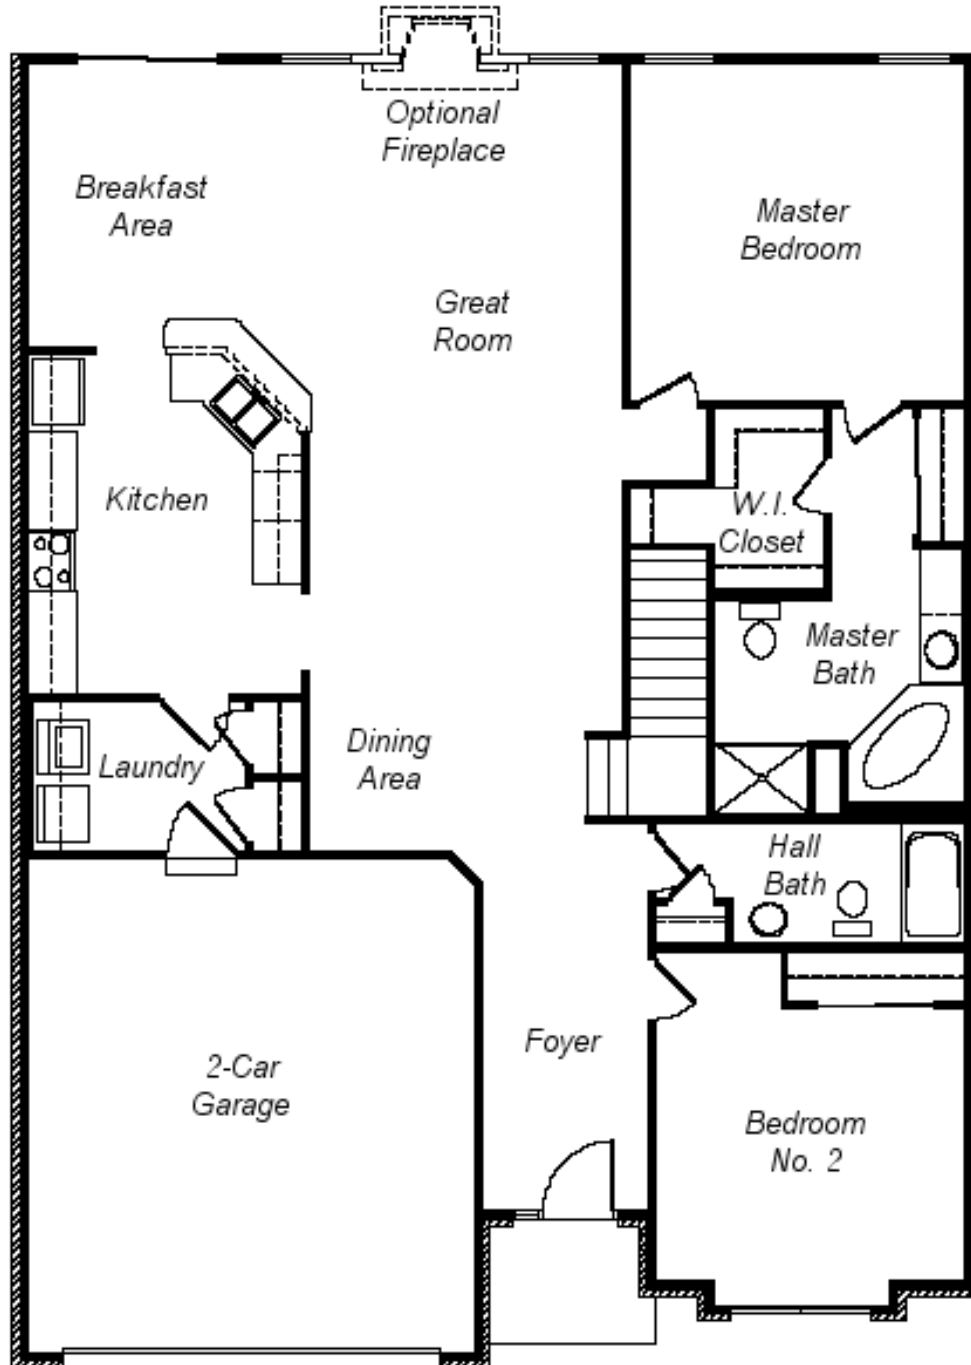 Optional
Fireplace
Breakfast
Area
Master
Bedroom
Great
Room
Kitchen
W.I.
Closet
Master
Bath
Dining
Area
Laundry
Hall
Bath
Foyer
2-Car
Garage
Bedroom
No. 2